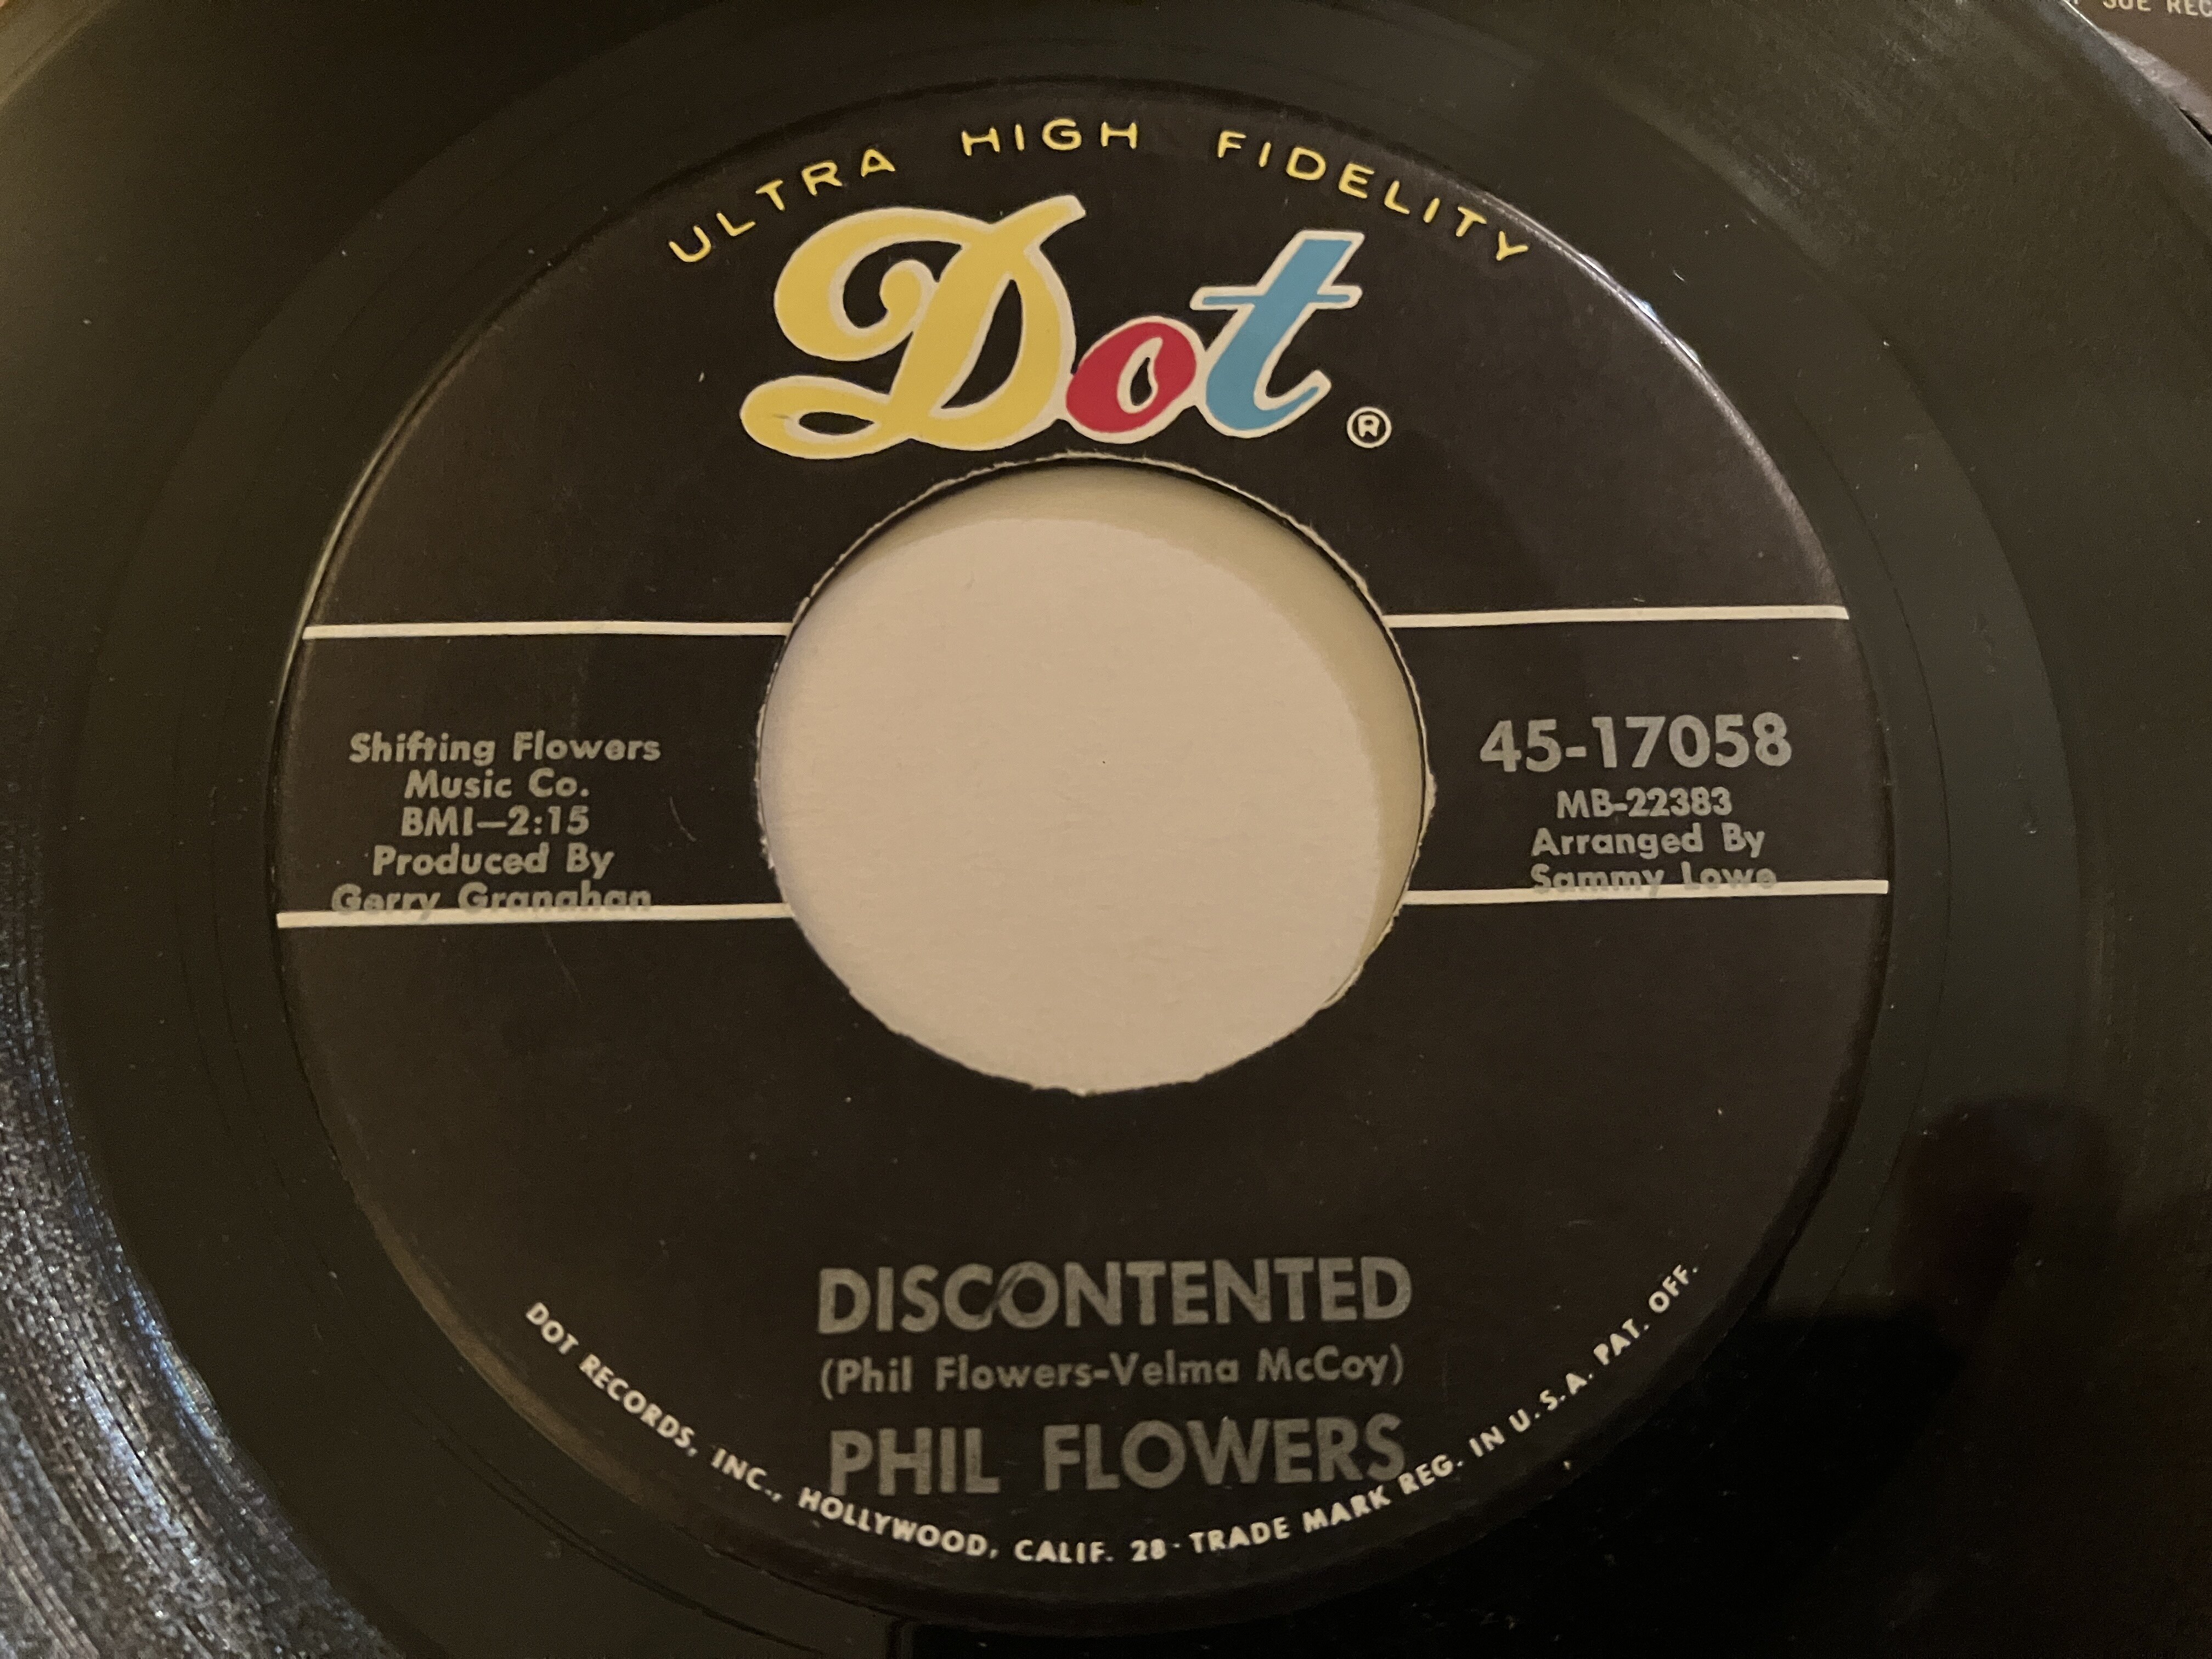 ULTRA HIGH FIDELITY
Dot ®
Shifting Flowers
Music Co.
BMI—2:15
Produced By
Gerry Granahan
45-17058
MB-22383
Arranged By
Sammy Lowe
DISCONTENTED
(Phil Flowers-Velma McCoy)
PHIL FLOWERS
DOT RECORDS, INC., HOLLYWOOD, CALIF. 28 · TRADE MARK REG. IN U.S.A. PAT. OFF.
SUE REC